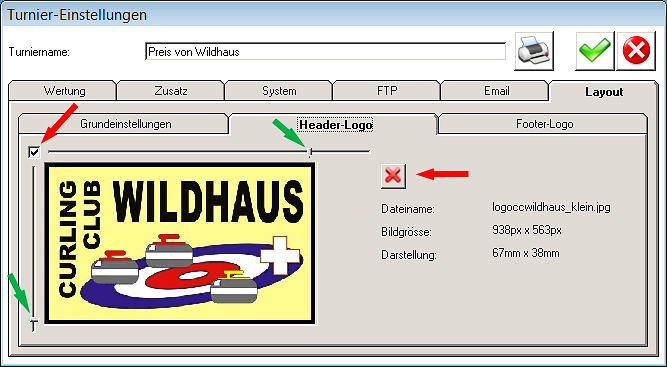 Turnier-Einstellungen
Turniername: Preis von Wildhaus
Wertung Zusatz System FTP Email Layout
Grundeinstellungen Header-Logo Footer-Logo
CURLING
CLUB
WILDHAUS
Dateiname: logoccwildhaus_klein.jpg
Bildgrösse: 938px x 563px
Darstellung: 67mm x 38mm